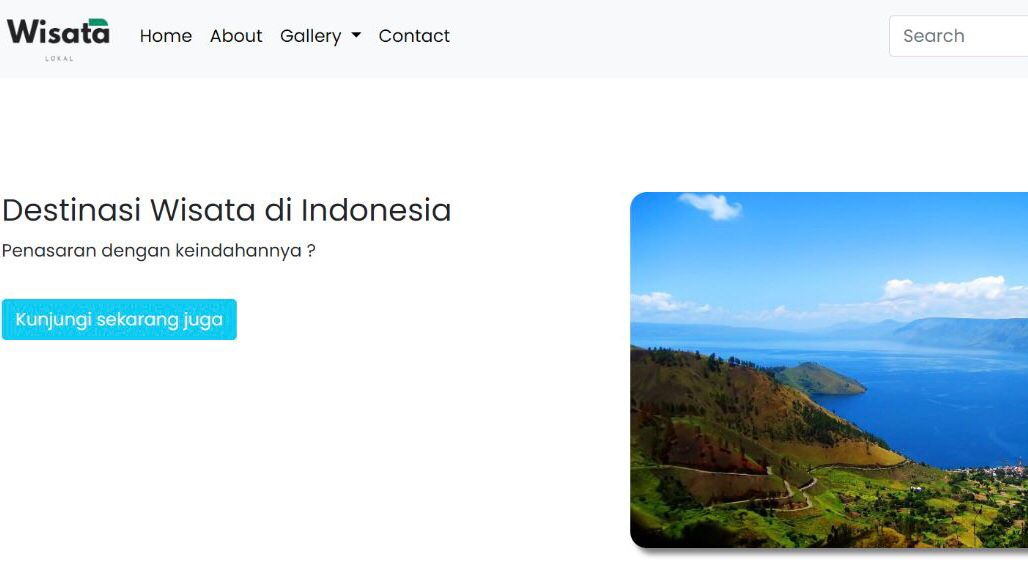 Wisata
LOKAL
Home About Gallery Contact
Search
Destinasi Wisata di Indonesia
Penasaran dengan keindahannya ?
Kunjungi sekarang juga